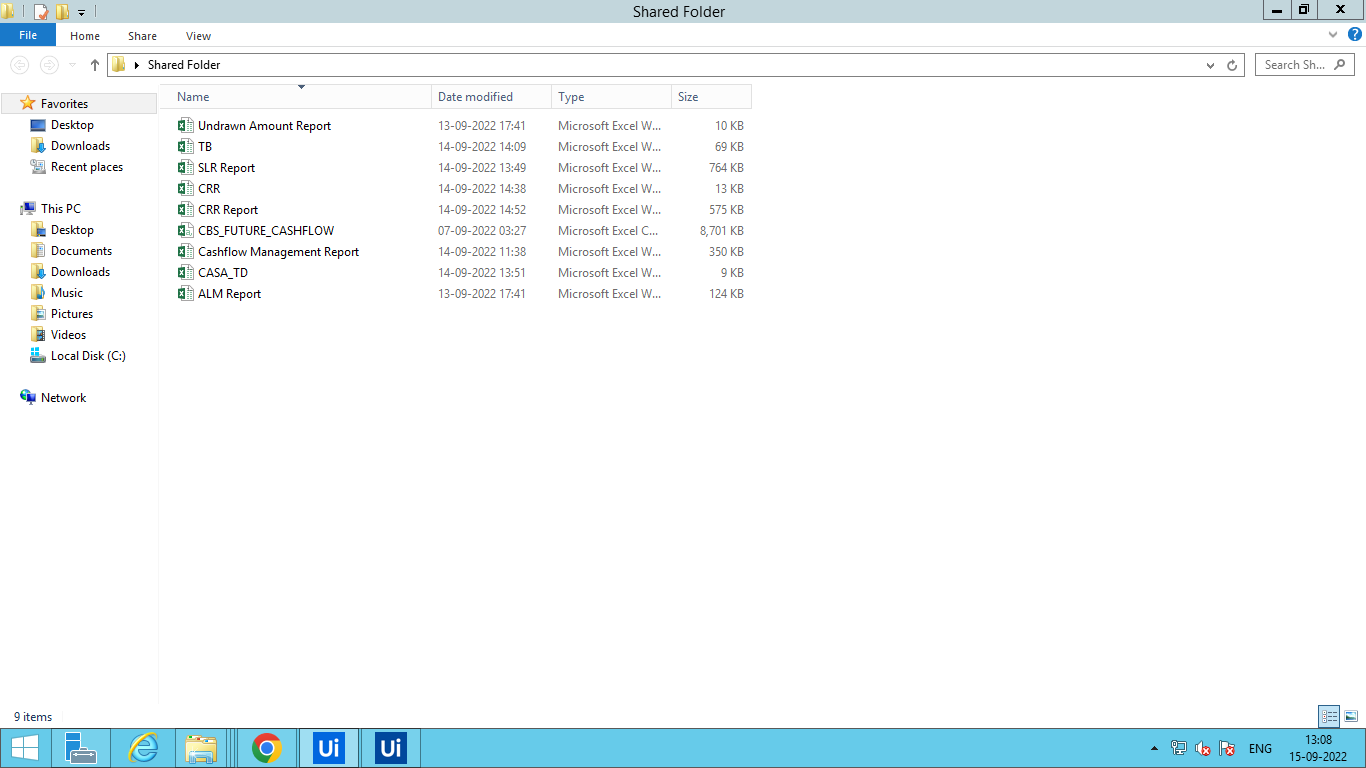 Shared Folder
File Home Share View
Shared Folder
Search Sh...
Name Date modified Type Size
Favorites
Desktop
Downloads
Recent places
This PC
Desktop
Documents
Downloads
Music
Pictures
Videos
Local Disk (C:)
Network
Undrawn Amount Report 13-09-2022 17:41 Microsoft Excel W... 10 KB
TB 14-09-2022 14:09 Microsoft Excel W... 69 KB
SLR Report 14-09-2022 13:49 Microsoft Excel W... 764 KB
CRR 14-09-2022 14:38 Microsoft Excel W... 13 KB
CRR Report 14-09-2022 14:52 Microsoft Excel W... 575 KB
CBS_FUTURE_CASHFLOW 07-09-2022 03:27 Microsoft Excel C... 8,701 KB
Cashflow Management Report 14-09-2022 11:38 Microsoft Excel W... 350 KB
CASA_TD 14-09-2022 13:51 Microsoft Excel W... 9 KB
ALM Report 13-09-2022 17:41 Microsoft Excel W... 124 KB
9 items
Ui Ui
ENG
13:08
15-09-2022